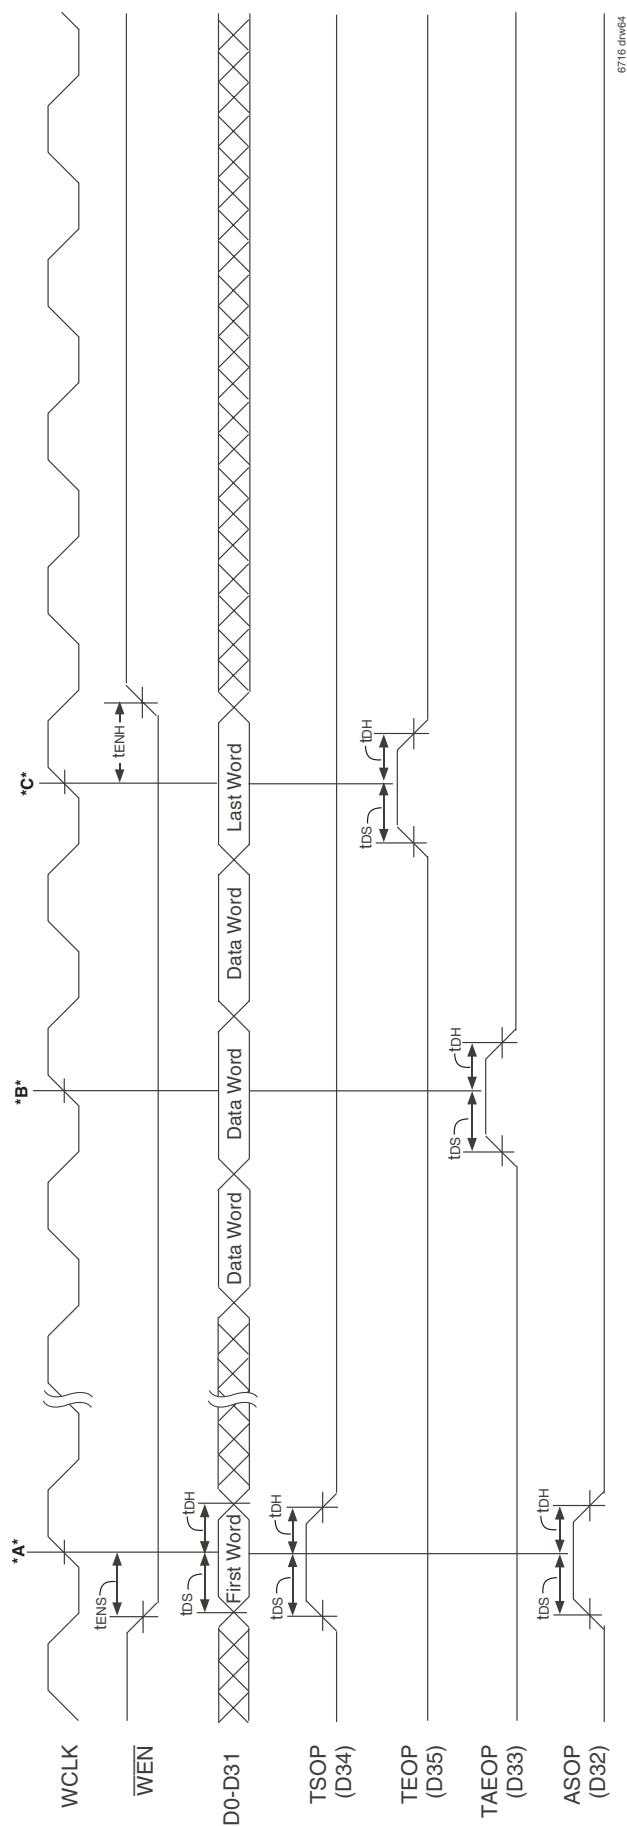 *A*
*B*
*C*
WCLK
tENS
tENH
WEN
tDS
tDH
D0-D31
First Word
Data Word
Data Word
Data Word
Last Word
tDS
tDH
TSOP
(D34)
tDS
tDH
TEOP
(D35)
tDS
tDH
TAEOP
(D33)
tDS
tDH
ASOP
(D32)
6716 drw64